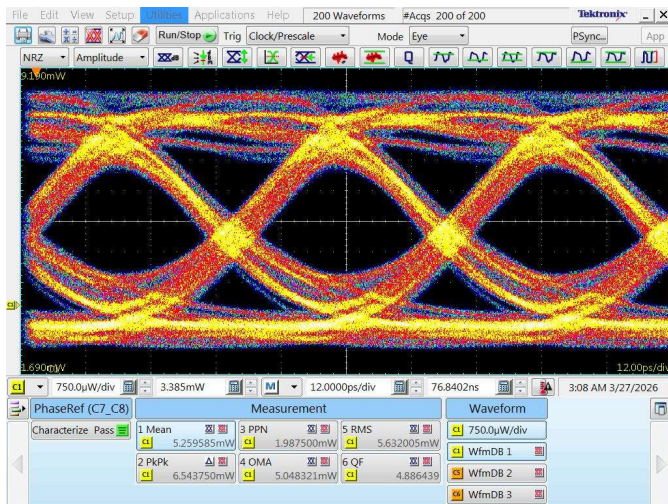 File Edit View Setup Utilities Applications Help 200 Waveforms #Acqs 200 of 200 Tektronix
Run/Stop Trig Clock/Prescale Mode Eye PSync... App
NRZ Amplitude Q
9.190mW
C1
1.690mW 12.00ps/div
C1 750.0µW/div 3.385mW M 12.0000ps/div 76.8402ns 3:08 AM 3/27/2026
PhaseRef (C7_C8) Measurement Waveform
Characterize Pass 1 Mean 3 PPN 5 RMS C1 750.0µW/div
C1 5.259585mW C1 1.987500mW C1 5.632005mW C1 WfmDB 1
2 PkPk 4 OMA 6 QF C5 WfmDB 2
C1 6.543750mW C1 5.048321mW C1 4.886439 C6 WfmDB 3